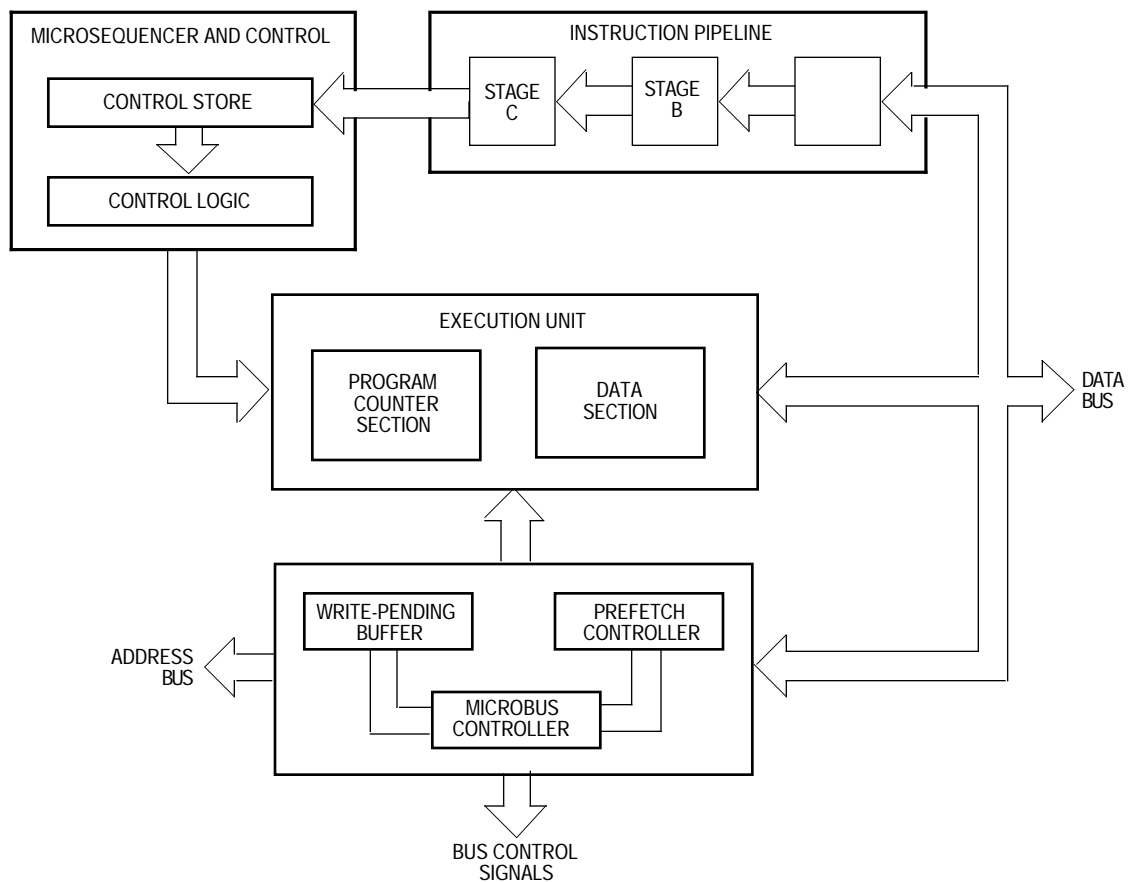 MICROSEQUENCER AND CONTROL
CONTROL STORE
CONTROL LOGIC
INSTRUCTION PIPELINE
STAGE
C
STAGE
B
EXECUTION UNIT
PROGRAM
COUNTER
SECTION
DATA
SECTION
DATA
BUS
WRITE-PENDING
BUFFER
PREFETCH
CONTROLLER
MICROBUS
CONTROLLER
ADDRESS
BUS
BUS CONTROL
SIGNALS